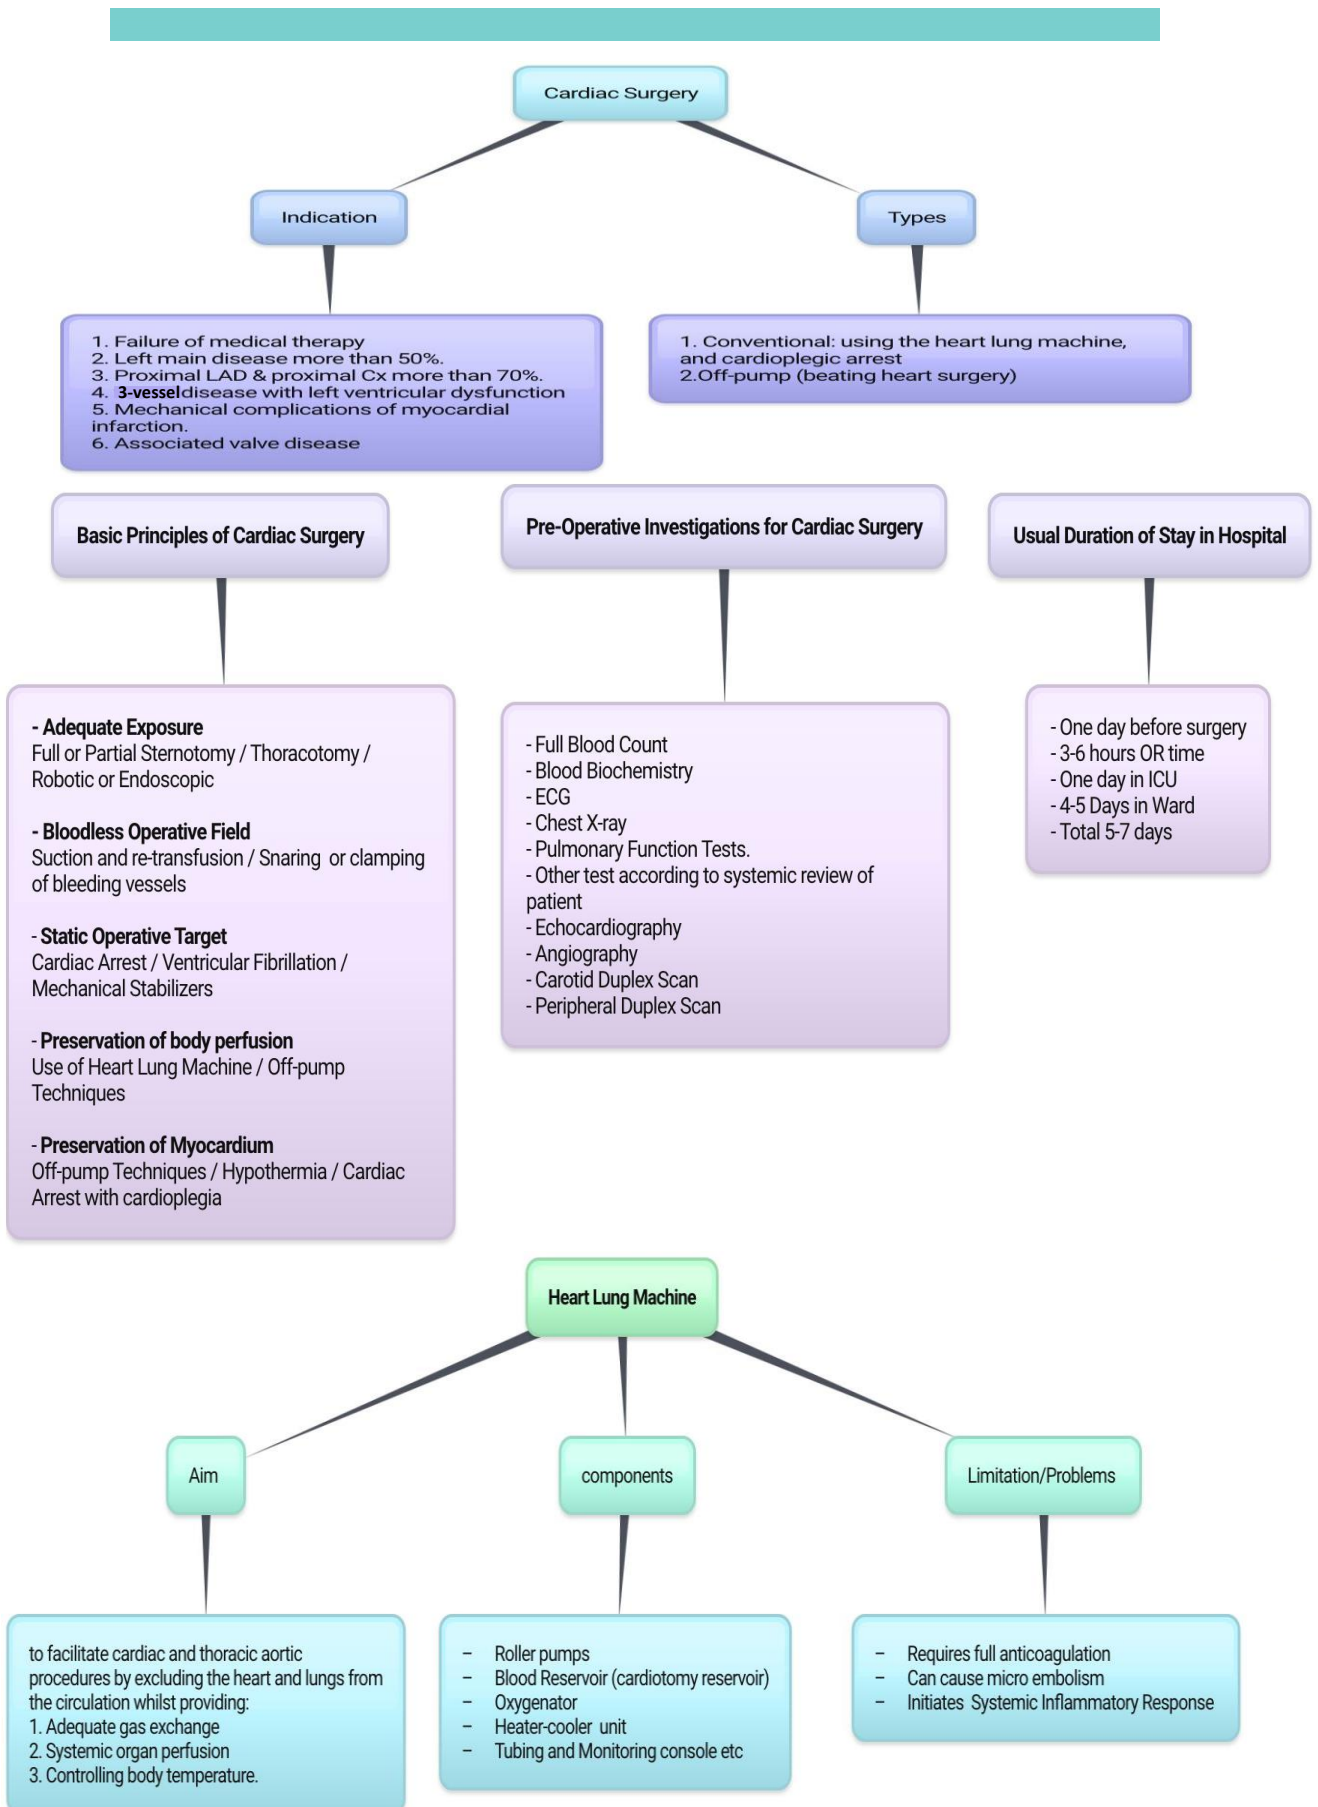 Cardiac Surgery
Indication
Types
1. Failure of medical therapy
2. Left main disease more than 50%.
3. Proximal LAD & proximal Cx more than 70%.
4. 3-vessel disease with left ventricular dysfunction
5. Mechanical complications of myocardial
infarction.
6. Associated valve disease
1. Conventional: using the heart lung machine,
and cardioplegic arrest
2.Off-pump (beating heart surgery)
Basic Principles of Cardiac Surgery
- Adequate Exposure
Full or Partial Sternotomy / Thoracotomy /
Robotic or Endoscopic
- Bloodless Operative Field
Suction and re-transfusion / Snaring or clamping
of bleeding vessels
- Static Operative Target
Cardiac Arrest / Ventricular Fibrillation /
Mechanical Stabilizers
- Preservation of body perfusion
Use of Heart Lung Machine / Off-pump
Techniques
- Preservation of Myocardium
Off-pump Techniques / Hypothermia / Cardiac
Arrest with cardioplegia
Pre-Operative Investigations for Cardiac Surgery
- Full Blood Count
- Blood Biochemistry
- ECG
- Chest X-ray
- Pulmonary Function Tests.
- Other test according to systemic review of
patient
- Echocardiography
- Angiography
- Carotid Duplex Scan
- Peripheral Duplex Scan
Usual Duration of Stay in Hospital
- One day before surgery
- 3-6 hours OR time
- One day in ICU
- 4-5 Days in Ward
- Total 5-7 days
Heart Lung Machine
Aim
components
Limitation/Problems
to facilitate cardiac and thoracic aortic
procedures by excluding the heart and lungs from
the circulation whilst providing:
1. Adequate gas exchange
2. Systemic organ perfusion
3. Controlling body temperature.
– Roller pumps
– Blood Reservoir (cardiotomy reservoir)
– Oxygenator
– Heater-cooler unit
– Tubing and Monitoring console etc
– Requires full anticoagulation
– Can cause micro embolism
– Initiates Systemic Inflammatory Response